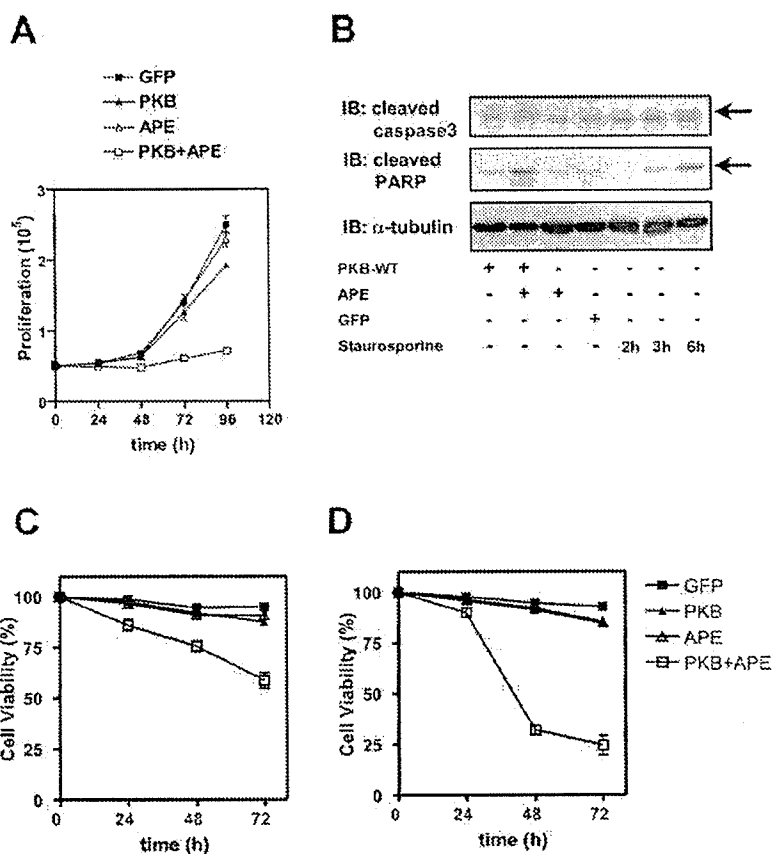 A
GFP
PKB
APE
PKB+APE
Proliferation (10⁵)
3
2
1
0
0 24 48 72 96 120
time (h)
B
IB: cleaved
caspase3
IB: cleaved
PARP
IB: α-tubulin
PKB-WT + + - - - - -
APE - + + - - - -
GFP - - - + - - -
Staurosporine - - - - 2h 3h 6h
C
Cell Viability (%)
100
75
50
25
0
0 24 48 72
time (h)
D
Cell Viability (%)
100
75
50
25
0
0 24 48 72
time (h)
GFP
PKB
APE
PKB+APE